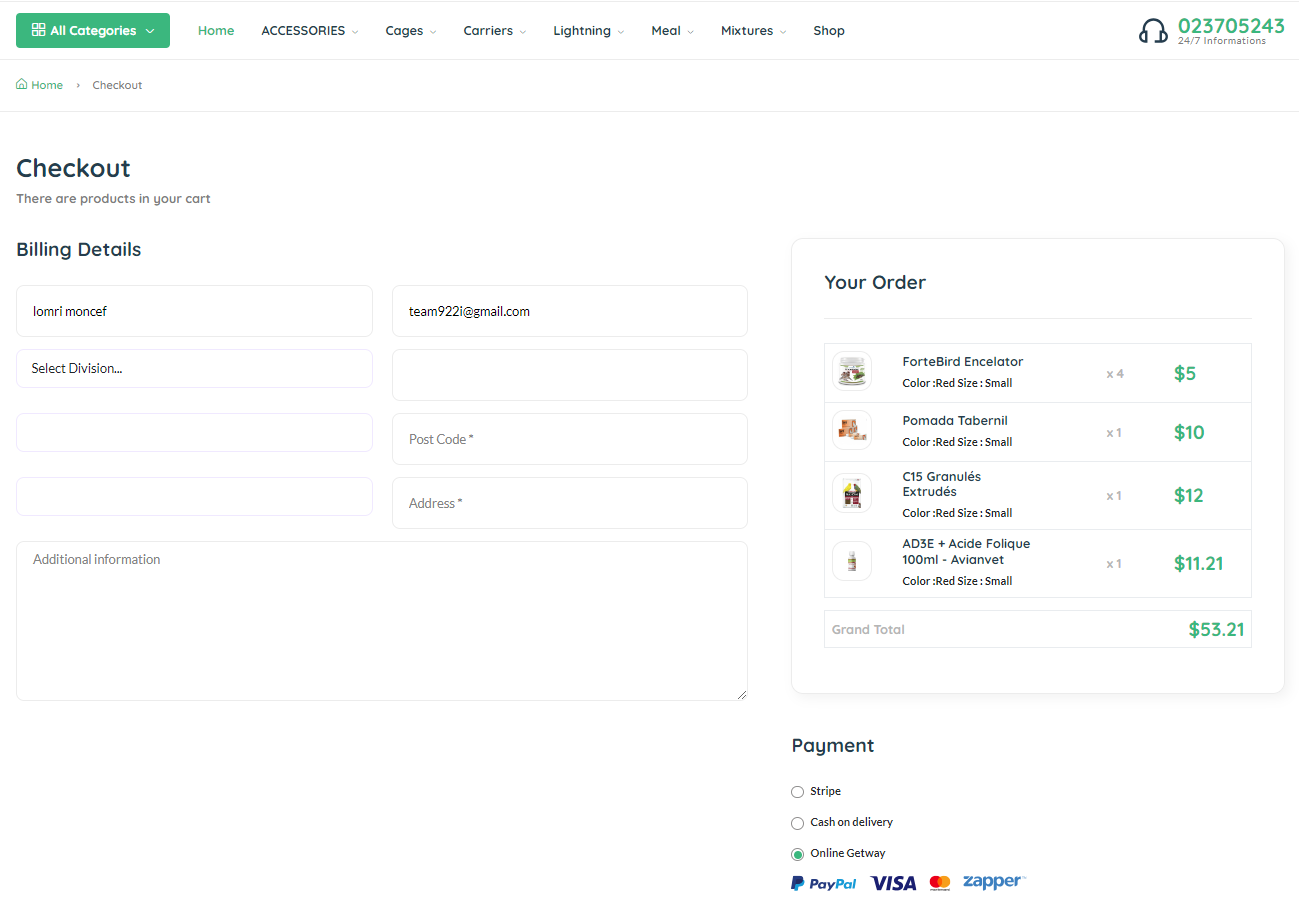 All Categories Home ACCESSORIES Cages Carriers Lightning Meal Mixtures Shop 023705243
24/7 Informations
Home › Checkout
Checkout
There are products in your cart
Billing Details
lomri moncef
team922i@gmail.com
Select Division...
Post Code *
Address *
Additional information
Your Order
ForteBird Encelator
Color :Red Size : Small
x 4
$5
Pomada Tabernil
Color :Red Size : Small
x 1
$10
C15 Granulés
Extrudés
Color :Red Size : Small
x 1
$12
AD3E + Acide Folique
100ml - Avianvet
Color :Red Size : Small
x 1
$11.21
Grand Total $53.21
Payment
Stripe
Cash on delivery
Online Getway
PayPal VISA zapper